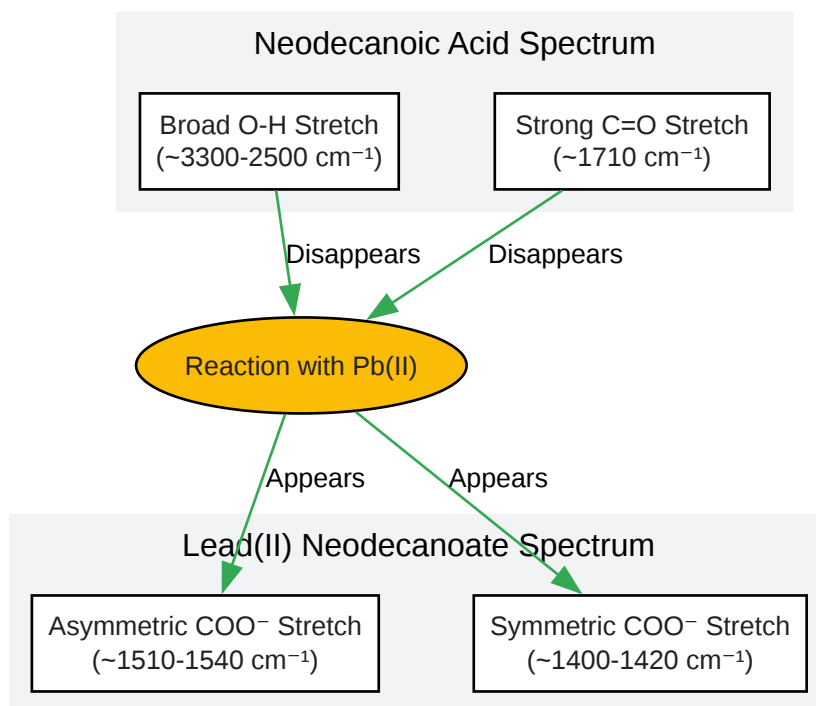 Neodecanoic Acid Spectrum
Broad O-H Stretch
(~3300-2500 cm⁻¹)
Strong C=O Stretch
(~1710 cm⁻¹)
Disappears
Disappears
Reaction with Pb(II)
Appears
Appears
Lead(II) Neodecanoate Spectrum
Asymmetric COO⁻ Stretch
(~1510-1540 cm⁻¹)
Symmetric COO⁻ Stretch
(~1400-1420 cm⁻¹)